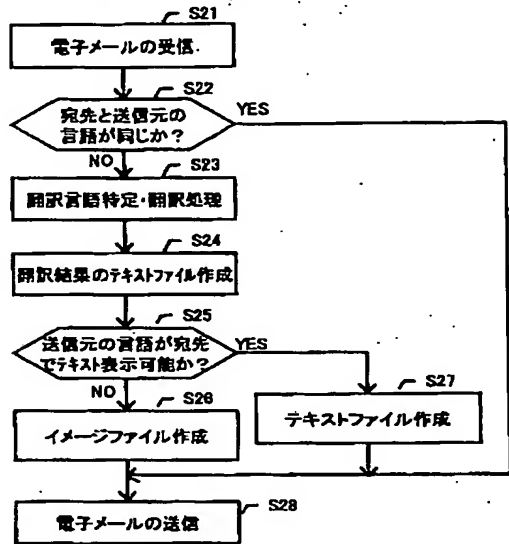 S21
電子メールの受信
S22
宛先と送信元の
言語が同じか？
YES
NO
S23
翻訳言語特定・翻訳処理
S24
翻訳結果のテキストファイル作成
S25
送信元の言語が宛先
でテキスト表示可能か？
YES
NO
S26
イメージファイル作成
S27
テキストファイル作成
S28
電子メールの送信